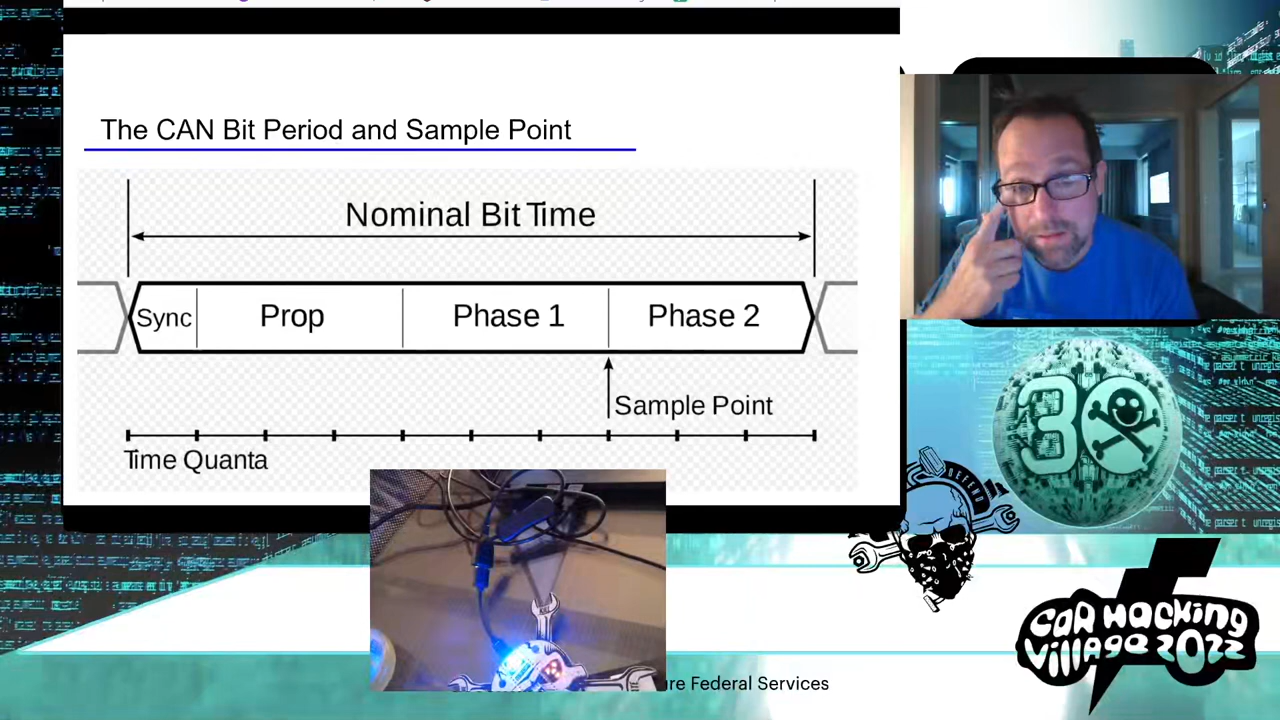 The CAN Bit Period and Sample Point
Nominal Bit Time
Sync
Prop
Phase 1
Phase 2
Sample Point
Time Quanta
30
DEFEND
CAR HACKING
VILLAGE 2022
Federal Services